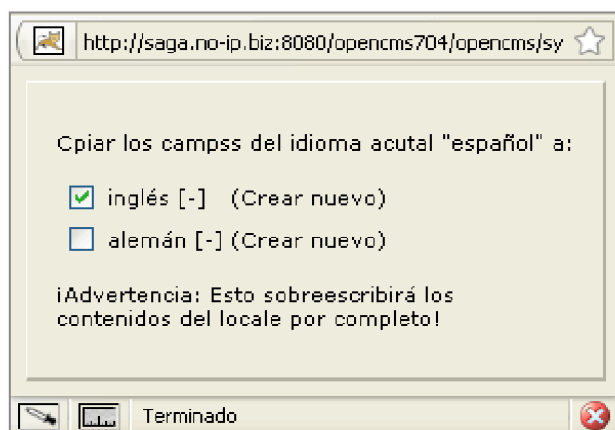 http://saga.no-ip.biz:8080/opencms704/opencms/sy
Cpiar los campss del idioma acutal "español" a:
inglés [-] (Crear nuevo)
alemán [-] (Crear nuevo)
¡Advertencia: Esto sobreescribirá los
contenidos del locale por completo!
Terminado